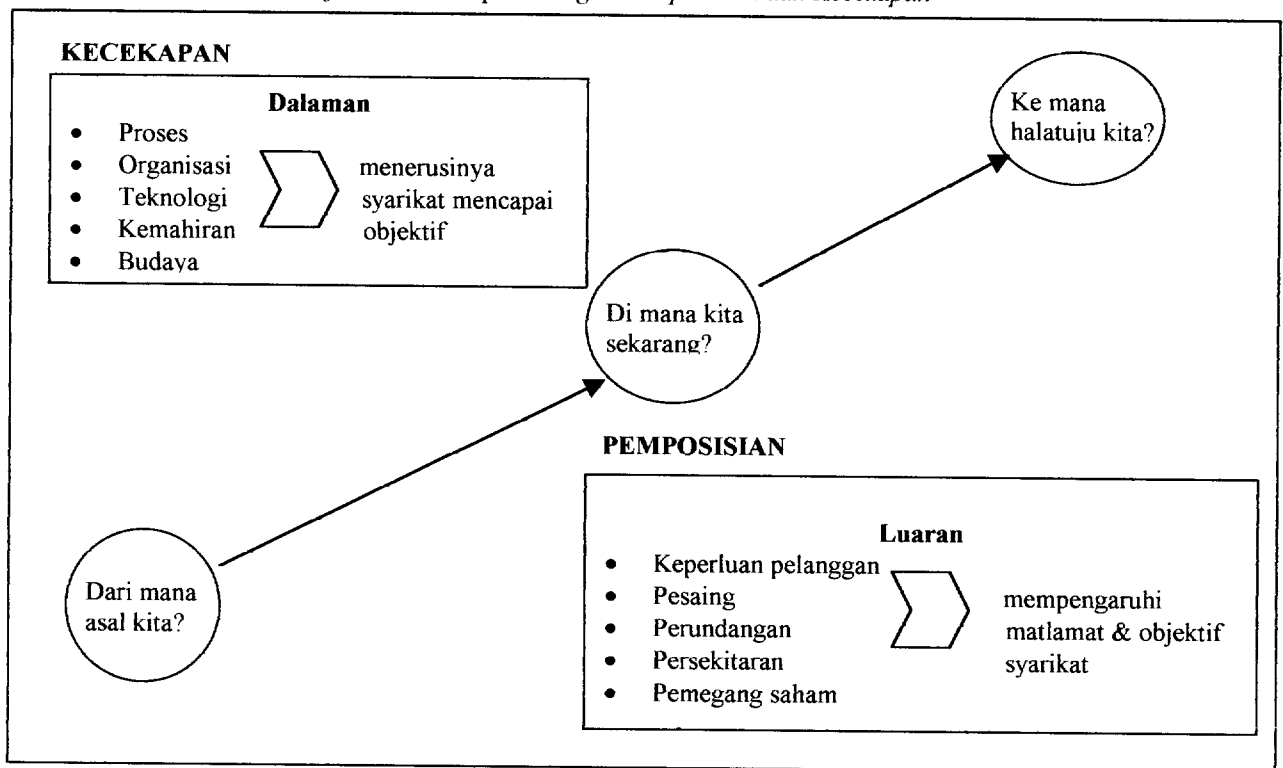 KECEKAPAN
Dalaman
• Proses
• Organisasi
• Teknologi
• Kemahiran
• Budaya
menerusinya
syarikat mencapai
objektif
Ke mana
halatuju kita?
Di mana kita
sekarang?
Dari mana
asal kita?
PEMPOSISIAN
Luaran
• Keperluan pelanggan
• Pesaing
• Perundangan
• Persekitaran
• Pemegang saham
mempengaruhi
matlamat & objektif
syarikat